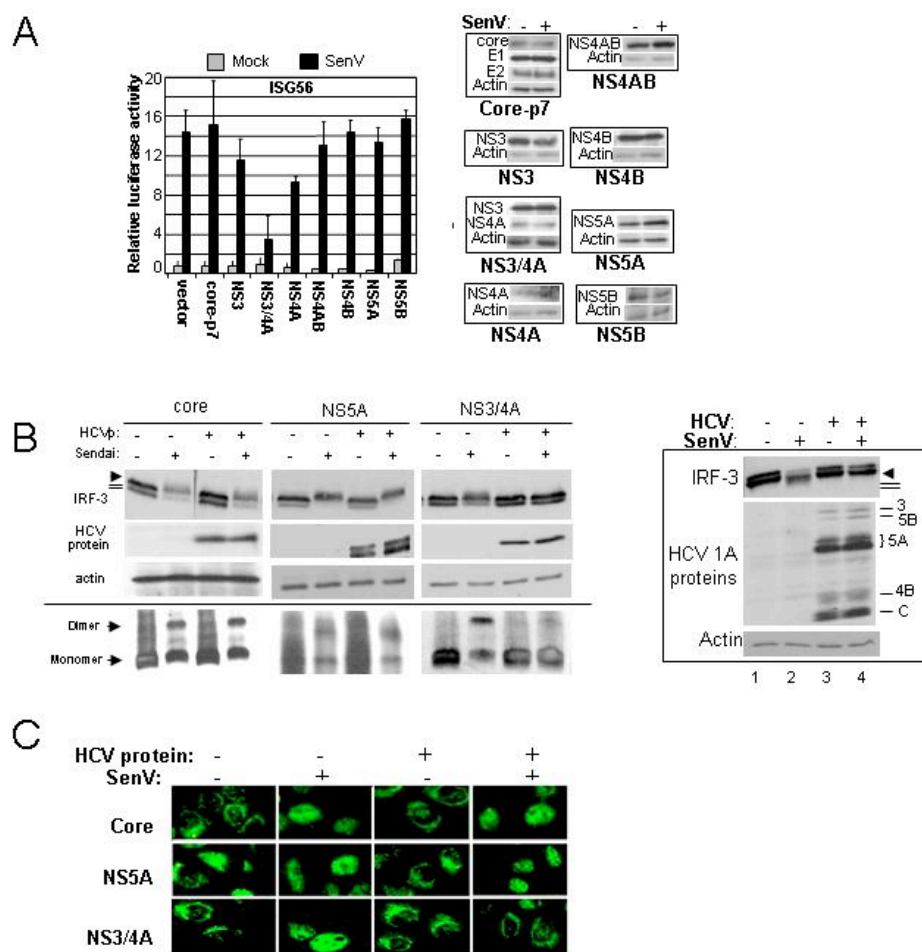 A
Mock SenV
ISG56
Relative luciferase activity
20
16
12
8
4
0
vector
core-p7
NS3
NS3/4A
NS4A
NS4AB
NS4B
NS5A
NS5B
SenV: - +
core
E1
E2
Actin
Core-p7
- +
NS4AB
Actin
NS4AB
NS3
Actin
NS3
NS4B
Actin
NS4B
NS3
NS4A
Actin
NS3/4A
NS5A
Actin
NS5A
NS4A
Actin
NS4A
NS5B
Actin
NS5B
B
core NS5A NS3/4A
HCVp: - - + + - - + + - - + +
Sendai: - + - + - + - + - + - +
IRF-3
HCV
protein
actin
Dimer
Monomer
HCV: - - + +
SenV: - + - +
IRF-3
HCV 1A
proteins
3
5B
}5A
4B
C
Actin
1 2 3 4
C
HCV protein: - - + +
SenV: - + - +
Core
NS5A
NS3/4A